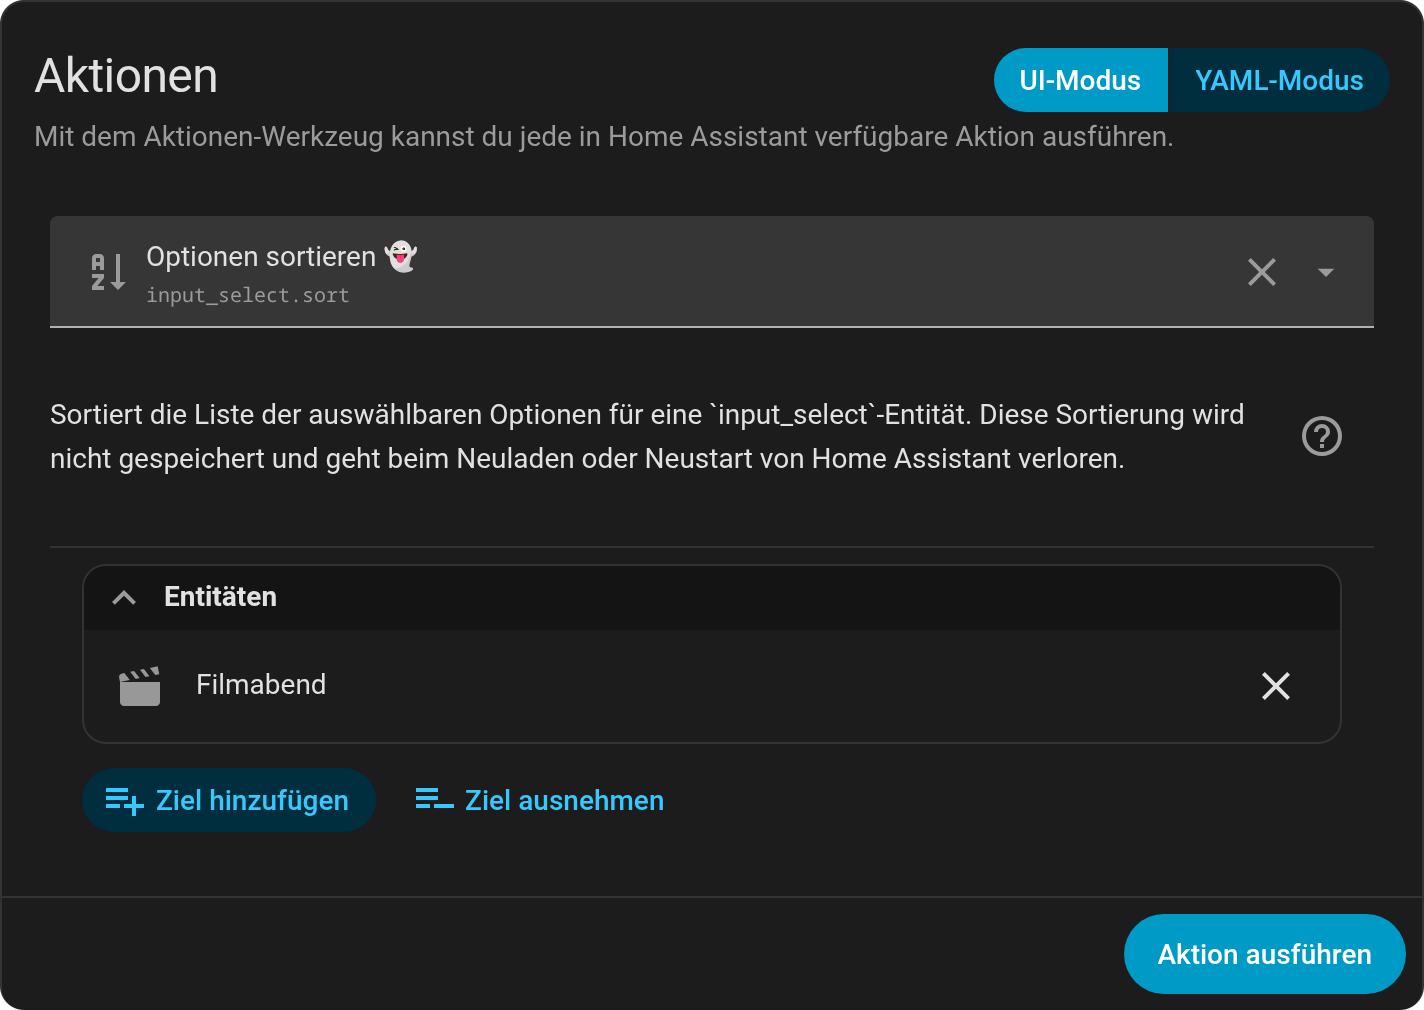 Aktionen
UI-Modus
YAML-Modus
Mit dem Aktionen-Werkzeug kannst du jede in Home Assistant verfügbare Aktion ausführen.
Optionen sortieren 👻
input_select.sort
Sortiert die Liste der auswählbaren Optionen für eine `input_select`-Entität. Diese Sortierung wird
nicht gespeichert und geht beim Neuladen oder Neustart von Home Assistant verloren.
Entitäten
Filmabend
Ziel hinzufügen
Ziel ausnehmen
Aktion ausführen